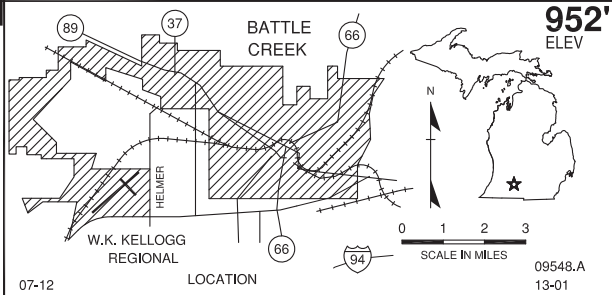 952'
ELEV
89
37
BATTLE
CREEK
66
N
HELMER
W.K. KELLOGG
REGIONAL
66
94
0 1 2 3
SCALE IN MILES
LOCATION
07-12
09548.A
13-01